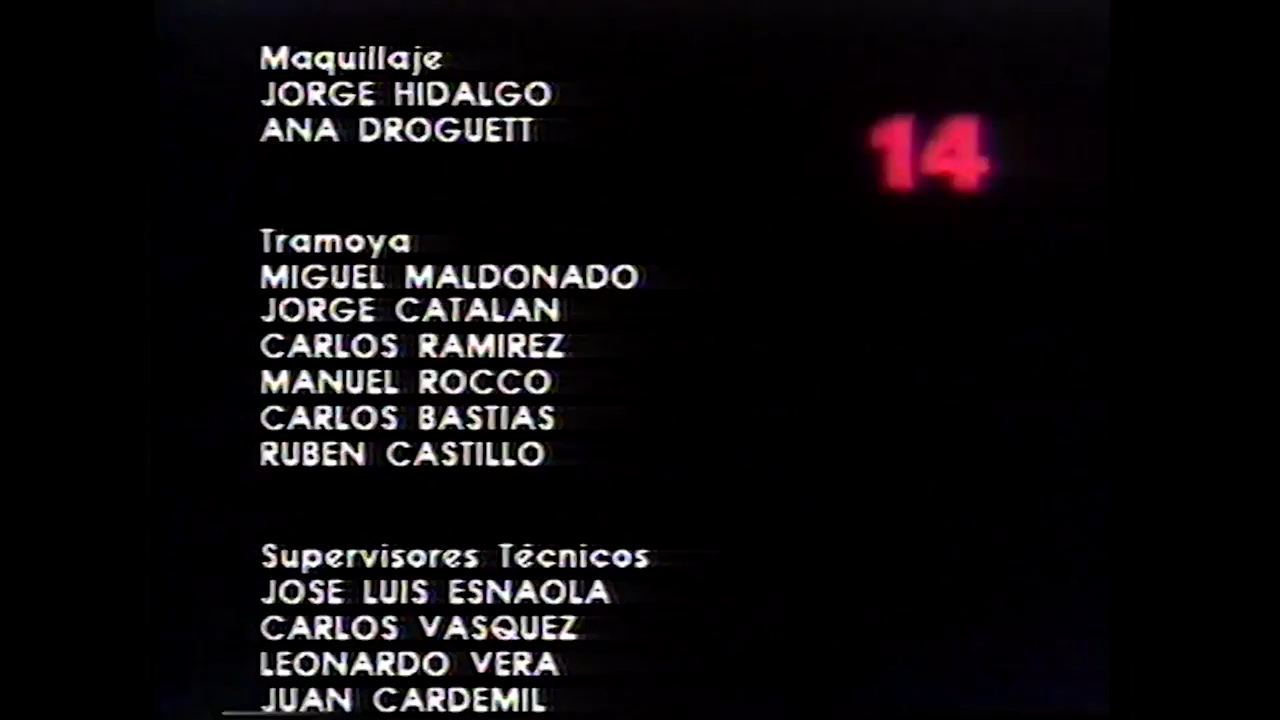 Maquillaje
JORGE HIDALGO
ANA DROGUETT
14
Tramoya
MIGUEL MALDONADO
JORGE CATALAN
CARLOS RAMIREZ
MANUEL ROCCO
CARLOS BASTIAS
RUBEN CASTILLO
Supervisores Técnicos
JOSE LUIS ESNAOLA
CARLOS VASQUEZ
LEONARDO VERA
JUAN CARDEMIL